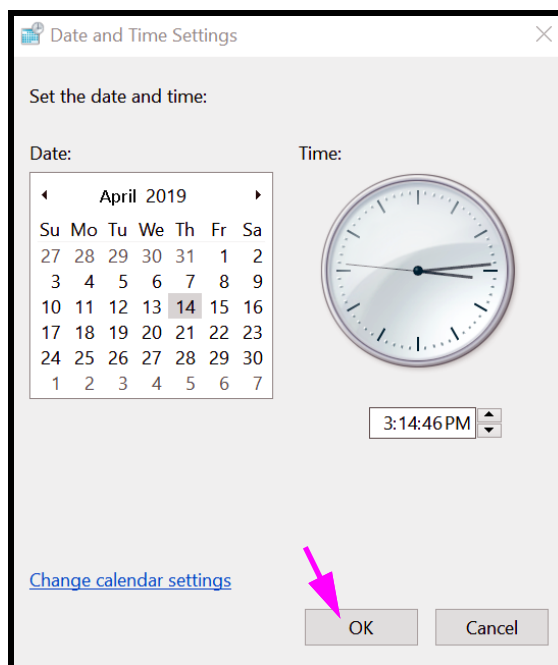 Date and Time Settings
Set the date and time:
Date: Time:
April 2019
Su Mo Tu We Th Fr Sa
27 28 29 30 31 1 2
3 4 5 6 7 8 9
10 11 12 13 14 15 16
17 18 19 20 21 22 23
24 25 26 27 28 29 30
1 2 3 4 5 6 7
3:14:46 PM
Change calendar settings
OK Cancel